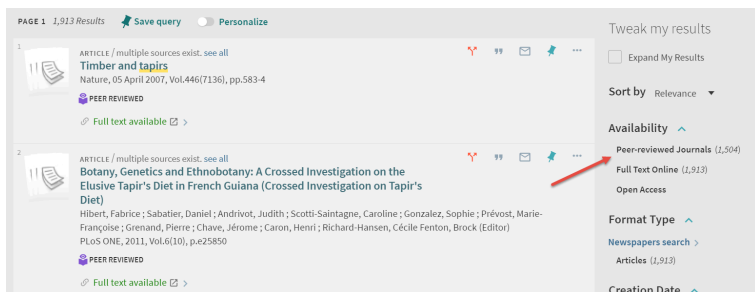 PAGE 1 1,913 Results Save query Personalize
1
ARTICLE / multiple sources exist. see all
Timber and tapirs
Nature, 05 April 2007, Vol.446(7136), pp.583-4
PEER REVIEWED
Full text available >
2
ARTICLE / multiple sources exist. see all
Botany, Genetics and Ethnobotany: A Crossed Investigation on the
Elusive Tapir's Diet in French Guiana (Crossed Investigation on Tapir's
Diet)
Hibert, Fabrice ; Sabatier, Daniel ; Andrivot, Judith ; Scotti-Saintagne, Caroline ; Gonzalez, Sophie ; Prévost, Marie-
Françoise ; Grenand, Pierre ; Chave, Jérome ; Caron, Henri ; Richard-Hansen, Cécile Fenton, Brock (Editor)
PLoS ONE, 2011, Vol.6(10), p.e25850
PEER REVIEWED
Full text available >
Tweak my results
Expand My Results
Sort by Relevance
Availability
Peer-reviewed Journals (1,504)
Full Text Online (1,913)
Open Access
Format Type
Newspapers search >
Articles (1,913)
Creation Date